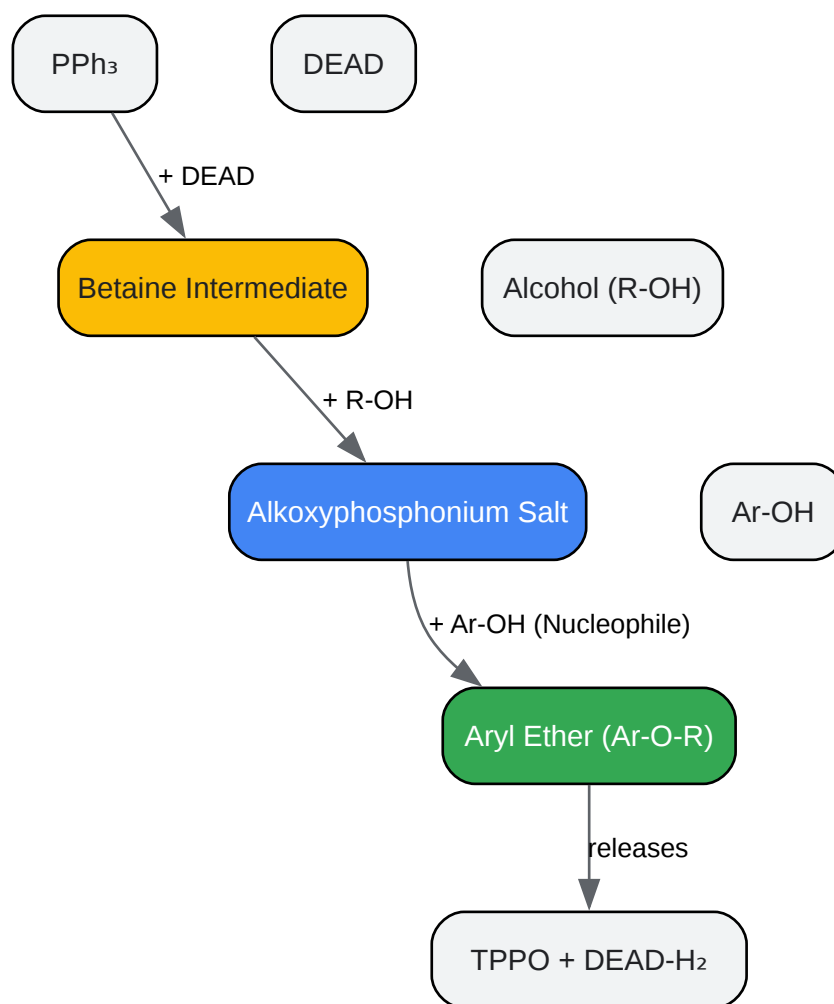 PPh₃
DEAD
+ DEAD
Betaine Intermediate
Alcohol (R-OH)
+ R-OH
Alkoxyphosphonium Salt
Ar-OH
+ Ar-OH (Nucleophile)
Aryl Ether (Ar-O-R)
releases
TPPO + DEAD-H₂